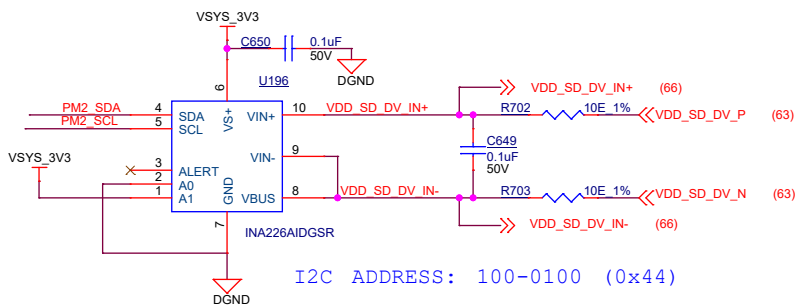 VSYS_3V3
C650 0.1uF
50V
DGND
U196
6
VS+
VDD_SD_DV_IN+ (66)
PM2_SDA 4 SDA VIN+ 10 VDD_SD_DV_IN+ R702 10E_1% VDD_SD_DV_P (63)
PM2_SCL 5 SCL
C649
0.1uF
50V
VSYS_3V3
VIN- 9
3 ALERT
2 A0
1 A1
GND
VBUS 8 VDD_SD_DV_IN- R703 10E_1% VDD_SD_DV_N (63)
7
INA226AIDGSR
VDD_SD_DV_IN- (66)
I2C ADDRESS: 100-0100 (0x44)
DGND